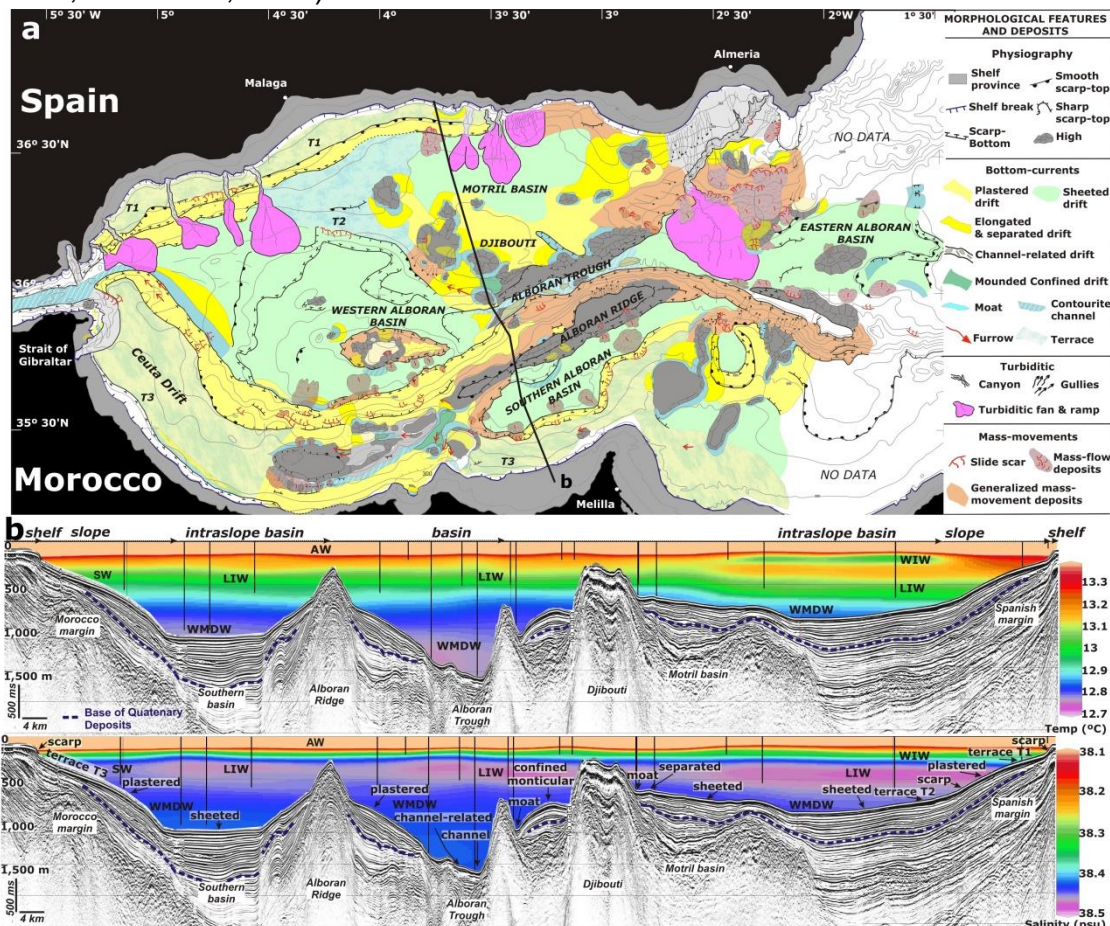 5° 30' W
5°
4° 30'
4°
3° 30'
3°
2° 30'
2°
1° 30'
a
Spain
Malaga
Almeria
36° 30'N
T1
T1
T2
MOTRIL BASIN
NO DATA
DJIBOUTI
EASTERN ALBORAN
BASIN
36°
ALBORAN TROUGH
WESTERN ALBORAN
BASIN
ALBORAN RIDGE
SOUTHERN ALBORAN
BASIN
Strait of
Gibraltar
Ceuta Drift
T3
35° 30'N
T3
Morocco
Melilla
b
NO DATA
MORPHOLOGICAL FEATURES
AND DEPOSITS
Physiography
Shelf
province
Smooth
scarp-top
Shelf break
Sharp
scarp-top
Scarp-
Bottom
High
Bottom-currents
Plastered
drift
Sheeted
drift
Elongated
& separated drift
Channel-related drift
Mounded Confined drift
Moat
Contourite
channel
Furrow
Terrace
Turbiditic
Canyon
Gullies
Turbiditic fan & ramp
Mass-movements
Slide scar
Mass-flow
deposits
Generalized mass-
movement deposits
b
shelf slope intraslope basin basin intraslope basin slope shelf
0
AW
WIW
SW
LIW
LIW
LIW
500
WMDW
WMDW
WMDW
Morocco
margin
1,000
Spanish
margin
1,500 m
Southern
basin
Alboran
Ridge
Alboran
Trough
Djibouti
Motril basin
500 ms
4 km
Base of Quaternary
Deposits
13.3
13.2
13.1
13
12.9
12.8
12.7
Temp (ºC)
scarp
terrace T3
AW
scarp
terrace T1
WIW
0
SW
LIW
LIW
LIW
confined
monticular
moat
separated
plastered
scarp
500
plastered
plastered
sheeted
sheeted
terrace T2
WMDW
WMDW
WMDW
channel-related
channel
moat
sheeted
Morocco
margin
1,000
Spanish
margin
1,500 m
Southern
basin
Alboran
Ridge
Alboran
Trough
Djibouti
Motril basin
500 ms
4 km
38.1
38.2
38.3
38.4
38.5
Salinity (psu)